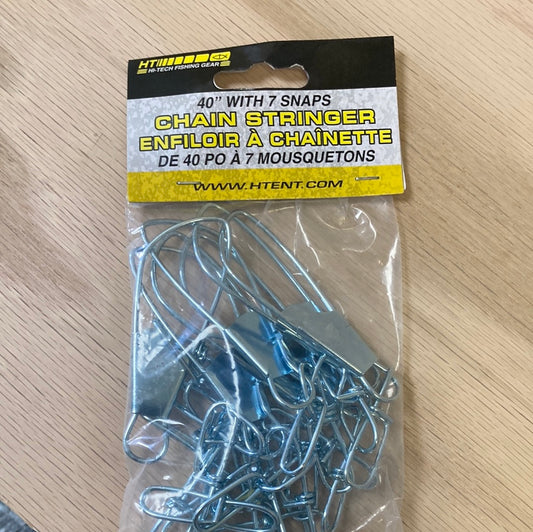 HT
HI-TECH FISHING GEAR
40" WITH 7 SNAPS
CHAIN STRINGER
ENFILOIR À CHAÎNETTE
DE 40 PO À 7 MOUSQUETONS
WWW.HTENT.COM